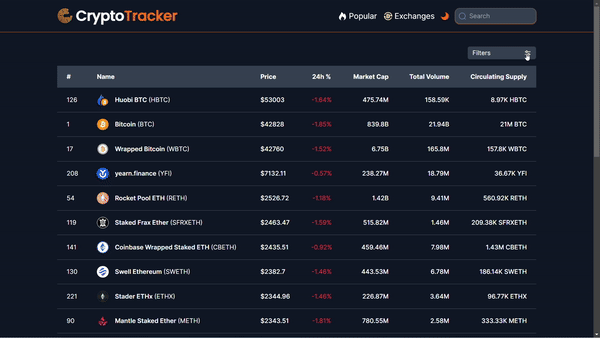 CryptoTracker Popular Exchanges Search
Filters
# Name Price 24h % Market Cap Total Volume Circulating Supply
126 Huobi BTC (HBTC) $53003 -1.64% 475.74M 158.59K 8.97K HBTC
1 Bitcoin (BTC) $42828 -1.85% 839.8B 21.94B 21M BTC
17 Wrapped Bitcoin (WBTC) $42760 -1.52% 6.75B 165.8M 157.8K WBTC
208 yearn.finance (YFI) $7132.11 -0.57% 238.27M 18.79M 36.67K YFI
54 Rocket Pool ETH (RETH) $2526.72 -1.18% 1.42B 9.41M 560.92K RETH
119 Staked Frax Ether (SFRXETH) $2463.47 -1.59% 515.82M 1.46M 209.38K SFRXETH
141 Coinbase Wrapped Staked ETH (CBETH) $2435.51 -0.92% 459.46M 7.98M 1.43M CBETH
130 Swell Ethereum (SWETH) $2382.7 -1.46% 443.53M 6.78M 186.14K SWETH
221 Stader ETHx (ETHX) $2344.96 -1.46% 226.87M 3.64M 96.77K ETHX
90 Mantle Staked Ether (METH) $2343.51 -1.81% 780.55M 2.58M 333.33K METH